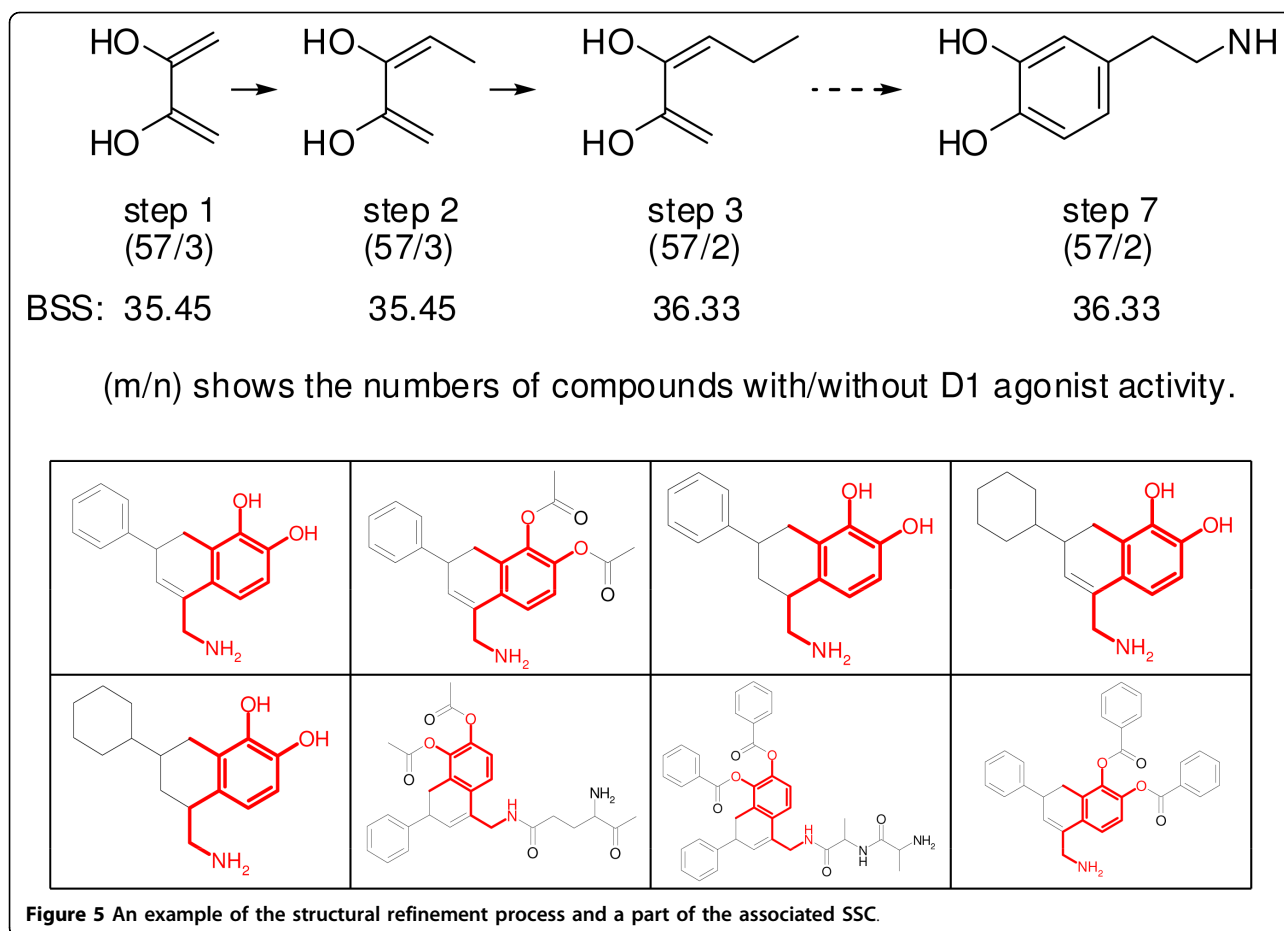 HO HO HO NH
HO
HO HO HO HO
step 1 step 2 step 3 step 7
(57/3) (57/3) (57/2) (57/2)
BSS: 35.45 35.45 36.33 36.33
(m/n) shows the numbers of compounds with/without D1 agonist activity.
OH
OH
NH2
O
O
O
O
NH2
OH
OH
NH2
OH
OH
NH2
OH
OH
NH2
O
O
O
O
H
N
O
NH2
O
O
O
O
O
H
N
O
N
H
O
NH2
O
O
O
O
NH2
Figure 5 An example of the structural refinement process and a part of the associated SSC.